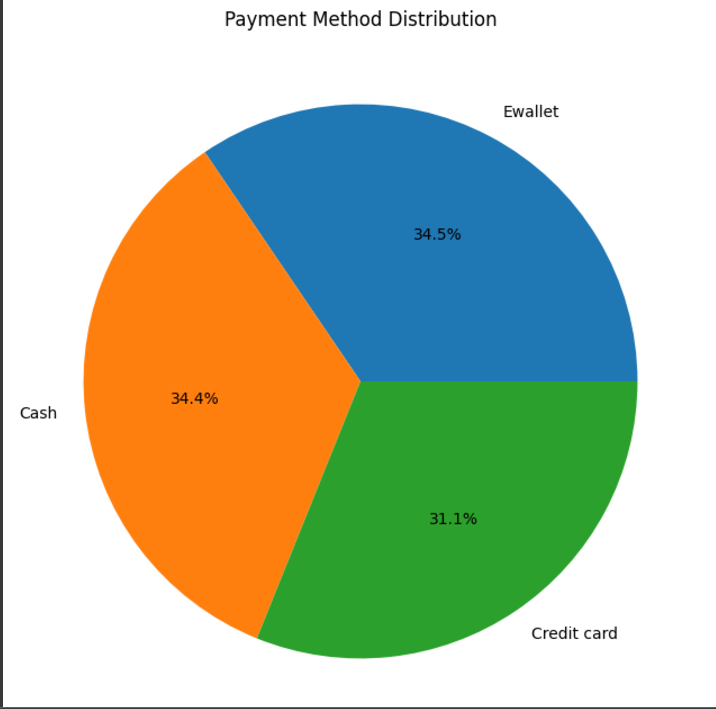 Payment Method Distribution
Ewallet
34.5%
34.4%
Cash
31.1%
Credit card